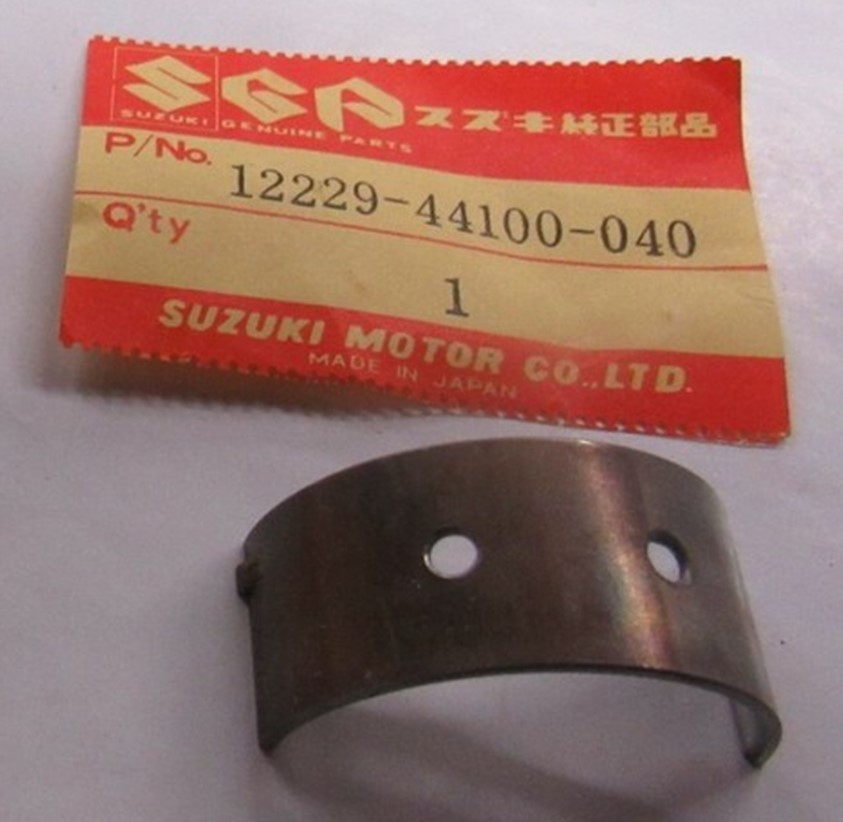 SGP スズキ純正部品
SUZUKI GENUINE PARTS
P/No. 12229-44100-040
Q'ty 1
SUZUKI MOTOR CO.,LTD.
MADE IN JAPAN